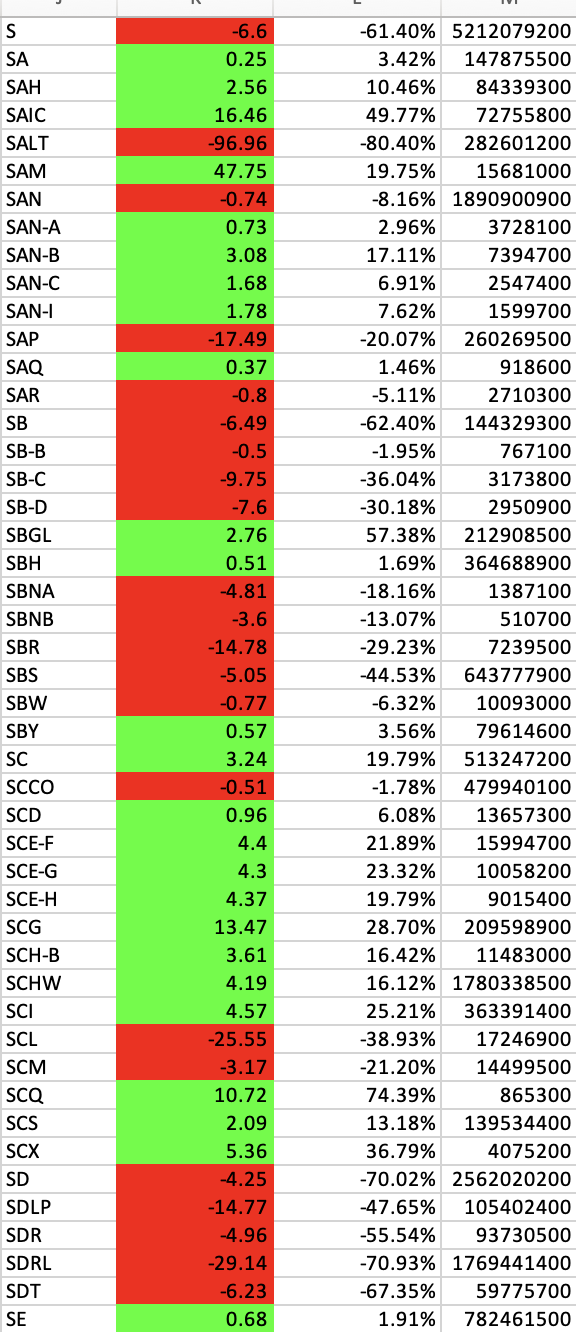 S -6.6 -61.40% 5212079200
SA 0.25 3.42% 147875500
SAH 2.56 10.46% 84339300
SAIC 16.46 49.77% 72755800
SALT -96.96 -80.40% 282601200
SAM 47.75 19.75% 15681000
SAN -0.74 -8.16% 1890900900
SAN-A 0.73 2.96% 3728100
SAN-B 3.08 17.11% 7394700
SAN-C 1.68 6.91% 2547400
SAN-I 1.78 7.62% 1599700
SAP -17.49 -20.07% 260269500
SAQ 0.37 1.46% 918600
SAR -0.8 -5.11% 2710300
SB -6.49 -62.40% 144329300
SB-B -0.5 -1.95% 767100
SB-C -9.75 -36.04% 3173800
SB-D -7.6 -30.18% 2950900
SBGL 2.76 57.38% 212908500
SBH 0.51 1.69% 364688900
SBNA -4.81 -18.16% 1387100
SBNB -3.6 -13.07% 510700
SBR -14.78 -29.23% 7239500
SBS -5.05 -44.53% 643777900
SBW -0.77 -6.32% 10093000
SBY 0.57 3.56% 79614600
SC 3.24 19.79% 513247200
SCCO -0.51 -1.78% 479940100
SCD 0.96 6.08% 13657300
SCE-F 4.4 21.89% 15994700
SCE-G 4.3 23.32% 10058200
SCE-H 4.37 19.79% 9015400
SCG 13.47 28.70% 209598900
SCH-B 3.61 16.42% 11483000
SCHW 4.19 16.12% 1780338500
SCI 4.57 25.21% 363391400
SCL -25.55 -38.93% 17246900
SCM -3.17 -21.20% 14499500
SCQ 10.72 74.39% 865300
SCS 2.09 13.18% 139534400
SCX 5.36 36.79% 4075200
SD -4.25 -70.02% 2562020200
SDLP -14.77 -47.65% 105402400
SDR -4.96 -55.54% 93730500
SDRL -29.14 -70.93% 1769441400
SDT -6.23 -67.35% 59775700
SE 0.68 1.91% 782461500